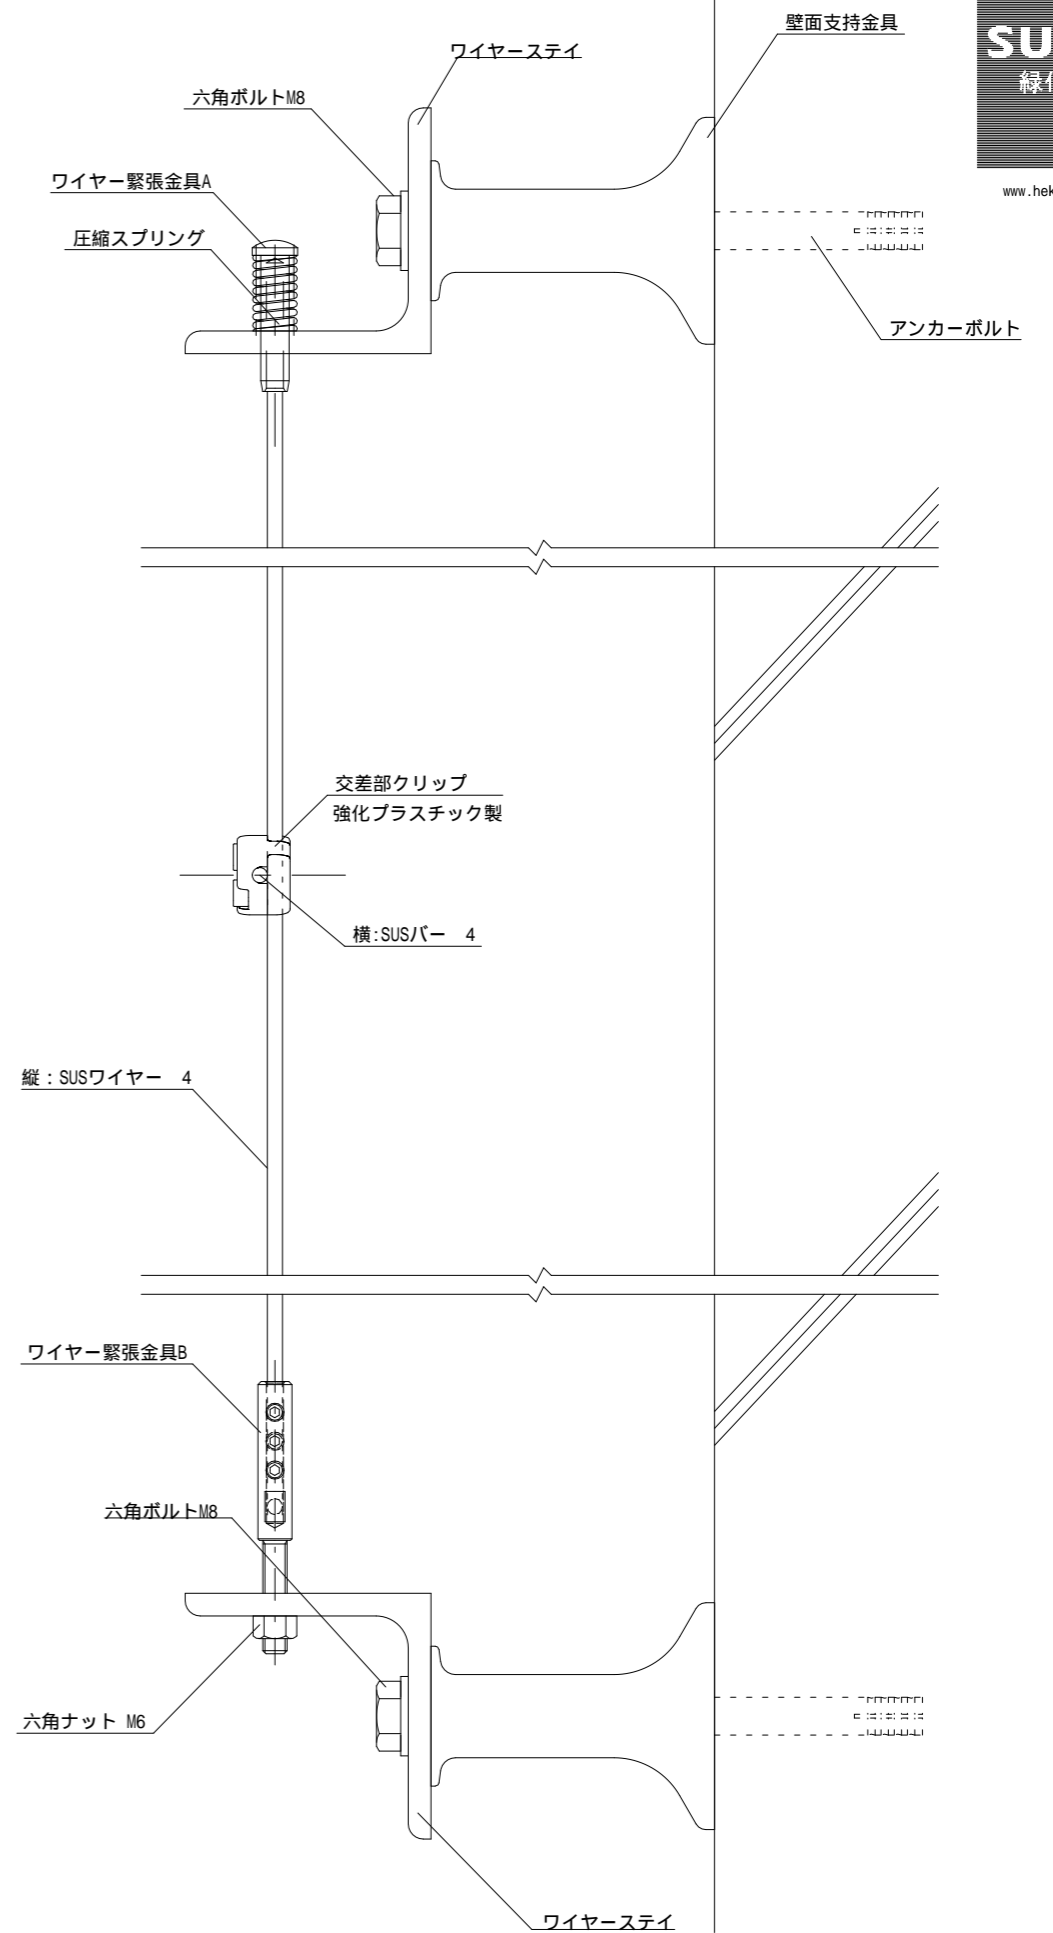 壁面支持金具
ワイヤーステイ
六角ボルトM8
ワイヤー緊張金具A
圧縮スプリング
アンカーボルト
交差部クリップ
強化プラスチック製
横:SUSバー 4
縦:SUSワイヤー 4
ワイヤー緊張金具B
六角ボルトM8
六角ナット M6
ワイヤーステイ
SU
緑化
www.hek